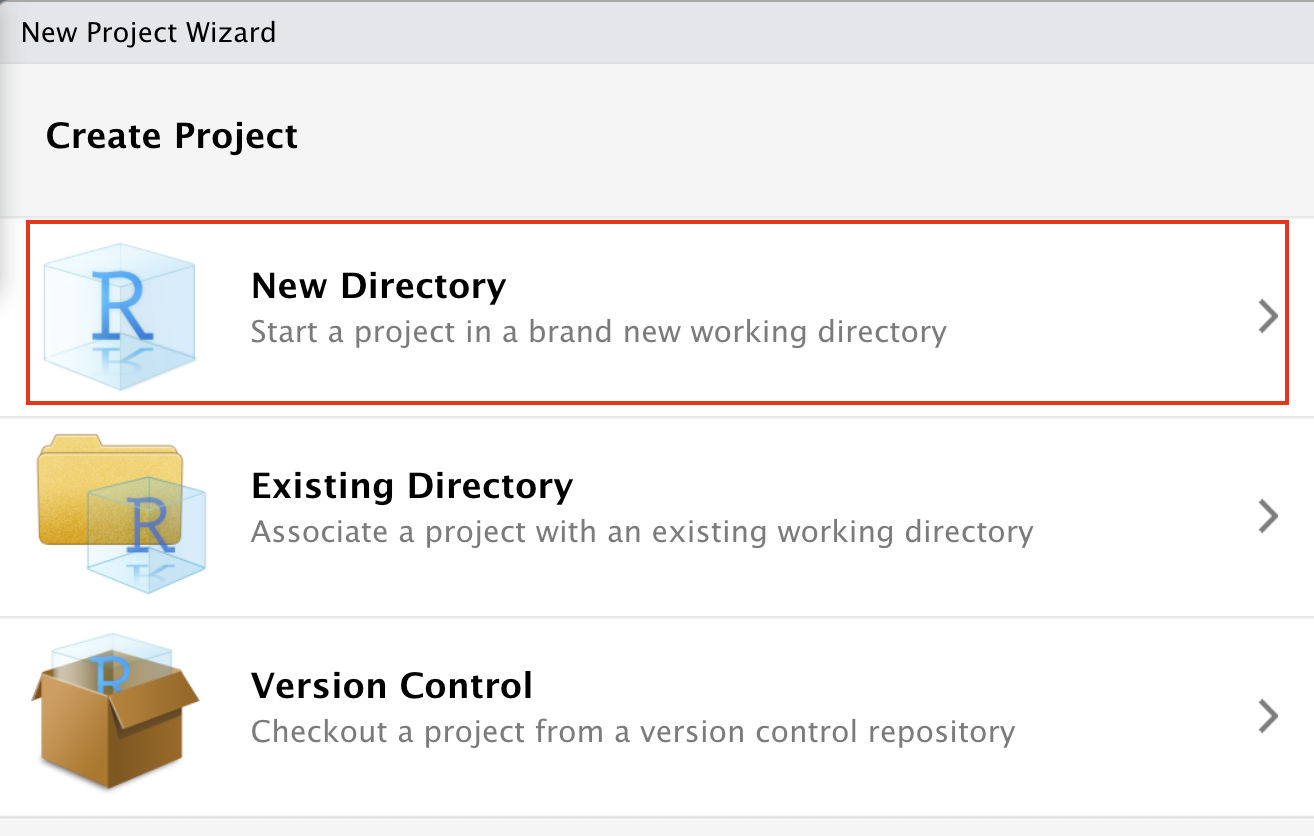 New Project Wizard
Create Project
R
New Directory
Start a project in a brand new working directory
R
Existing Directory
Associate a project with an existing working directory
R
Version Control
Checkout a project from a version control repository